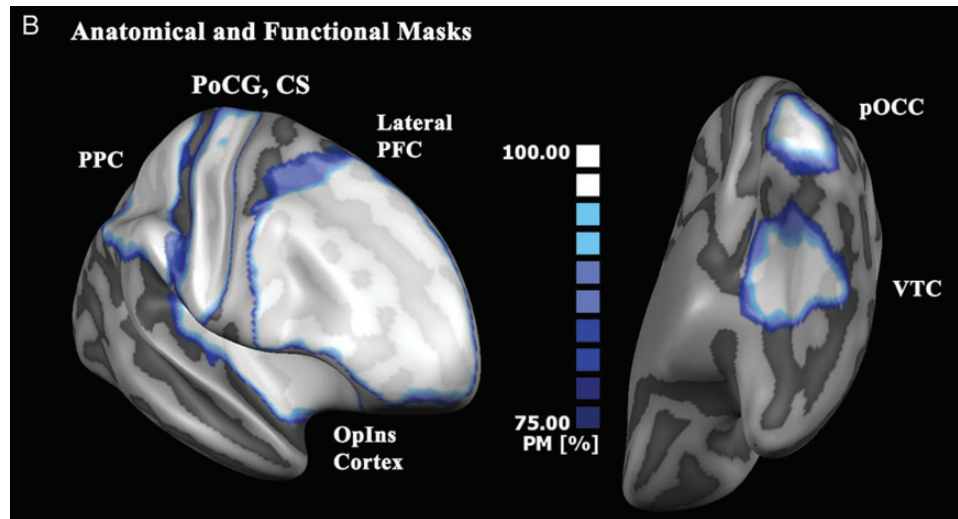 B
Anatomical and Functional Masks
PoCG, CS
Lateral
PFC
PPC
OpIns
Cortex
100.00
75.00
PM [%]
pOCC
VTC